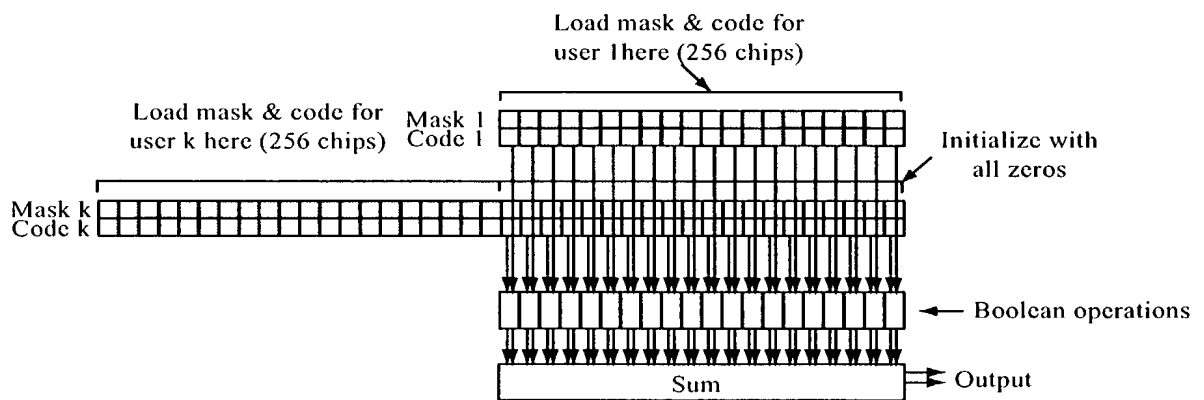 Load mask & code for
user 1here (256 chips)
Load mask & code for
user k here (256 chips)
Mask 1
Code 1
Initialize with
all zeros
Mask k
Code k
Boolean operations
Sum
Output